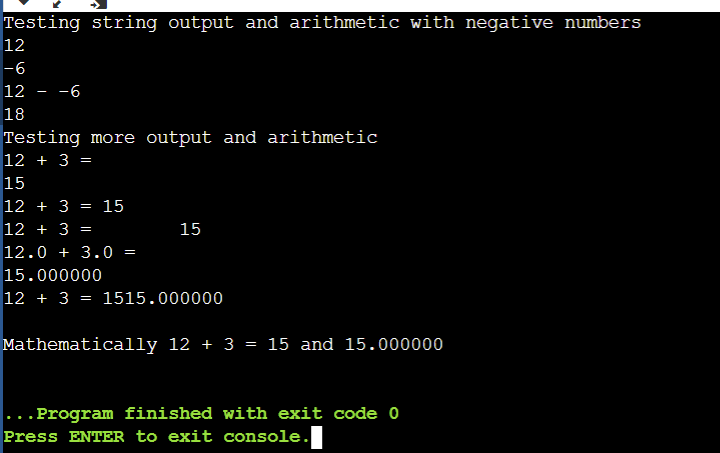 Testing string output and arithmetic with negative numbers
12
-6
12 - -6
18
Testing more output and arithmetic
12 + 3 =
15
12 + 3 = 15
12 + 3 =        15
12.0 + 3.0 =
15.000000
12 + 3 = 1515.000000
Mathematically 12 + 3 = 15 and 15.000000
...Program finished with exit code 0
Press ENTER to exit console.